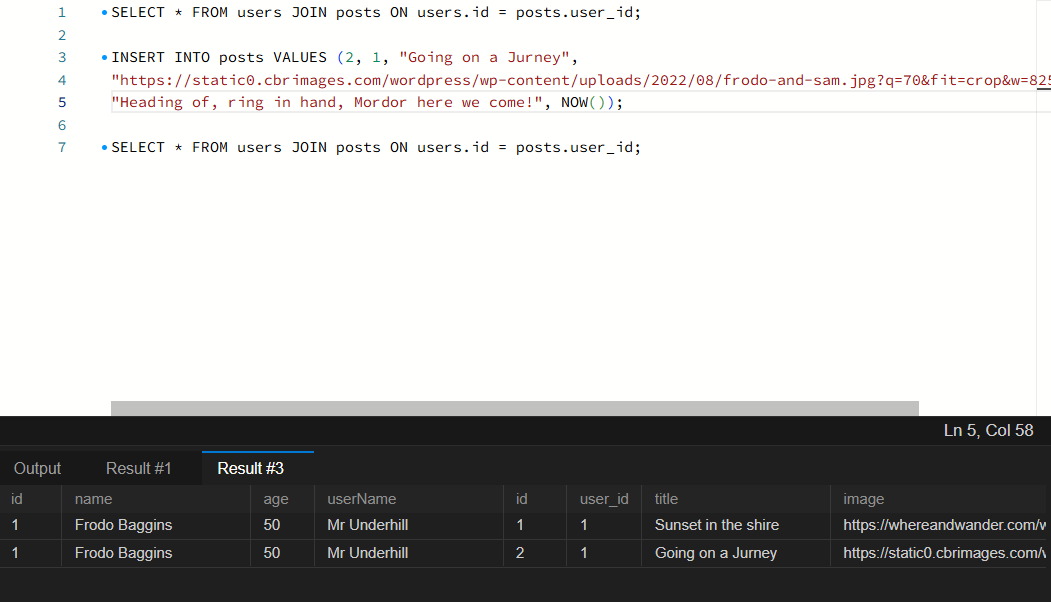 1 SELECT * FROM users JOIN posts ON users.id = posts.user_id;
2
3 INSERT INTO posts VALUES (2, 1, "Going on a Jurney",
4 "https://static0.cbrimages.com/wordpress/wp-content/uploads/2022/08/frodo-and-sam.jpg?q=70&fit=crop&w=825
5 "Heading of, ring in hand, Mordor here we come!", NOW());
6
7 SELECT * FROM users JOIN posts ON users.id = posts.user_id;
Ln 5, Col 58
Output Result #1 Result #3
id name age userName id user_id title image
1 Frodo Baggins 50 Mr Underhill 1 1 Sunset in the shire https://whereandwander.com/w
1 Frodo Baggins 50 Mr Underhill 2 1 Going on a Jurney https://static0.cbrimages.com/